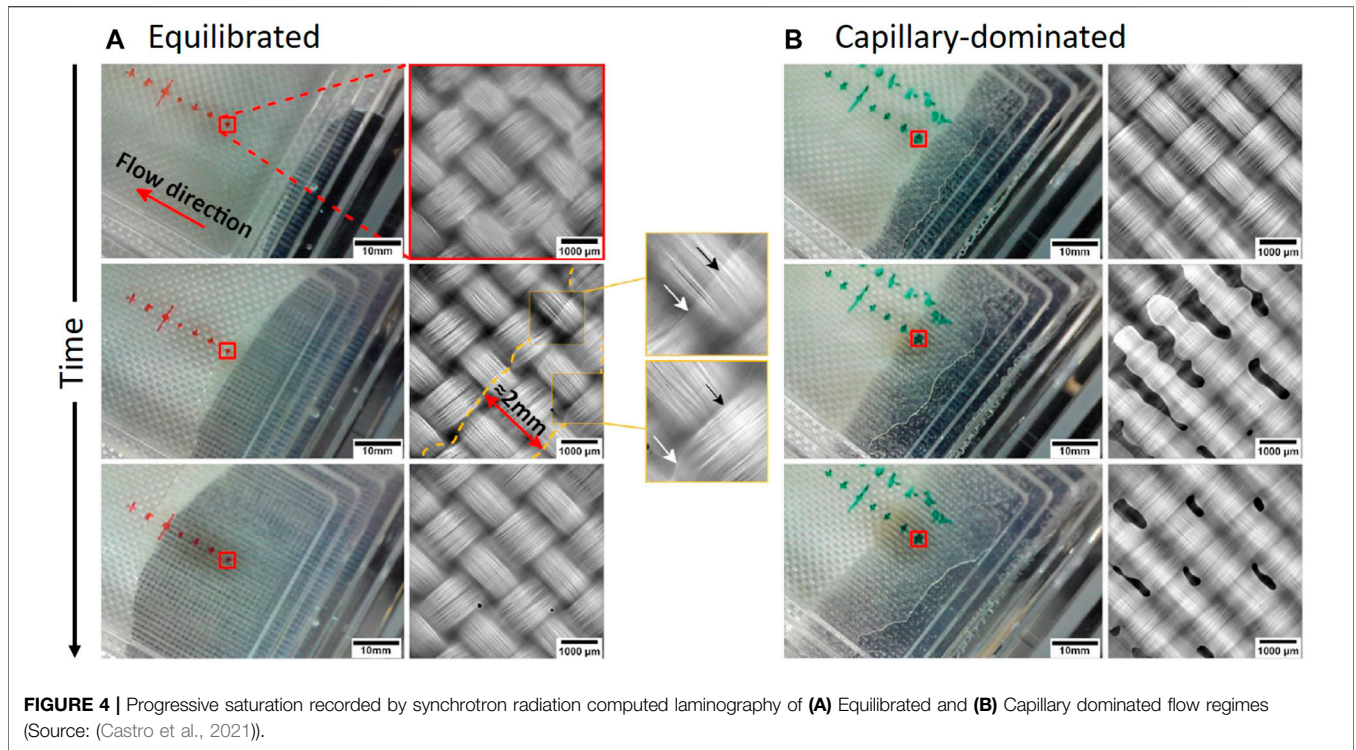 A Equilibrated
B Capillary-dominated
Time
Flow direction
10mm
1000 µm
10mm
1000 µm
10mm
≈2mm
1000 µm
10mm
1000 µm
10mm
1000 µm
10mm
1000 µm
FIGURE 4 | Progressive saturation recorded by synchrotron radiation computed laminography of (A) Equilibrated and (B) Capillary dominated flow regimes
(Source: (Castro et al., 2021)).